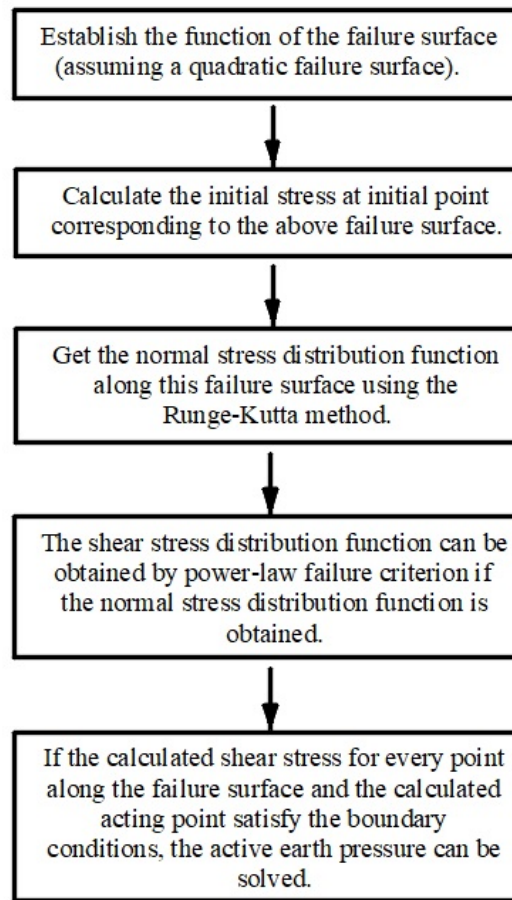 Establish the function of the failure surface
(assuming a quadratic failure surface).
Calculate the initial stress at initial point
corresponding to the above failure surface.
Get the normal stress distribution function
along this failure surface using the
Runge-Kutta method.
The shear stress distribution function can be
obtained by power-law failure criterion if
the normal stress distribution function is
obtained.
If the calculated shear stress for every point
along the failure surface and the calculated
acting point satisfy the boundary
conditions, the active earth pressure can be
solved.